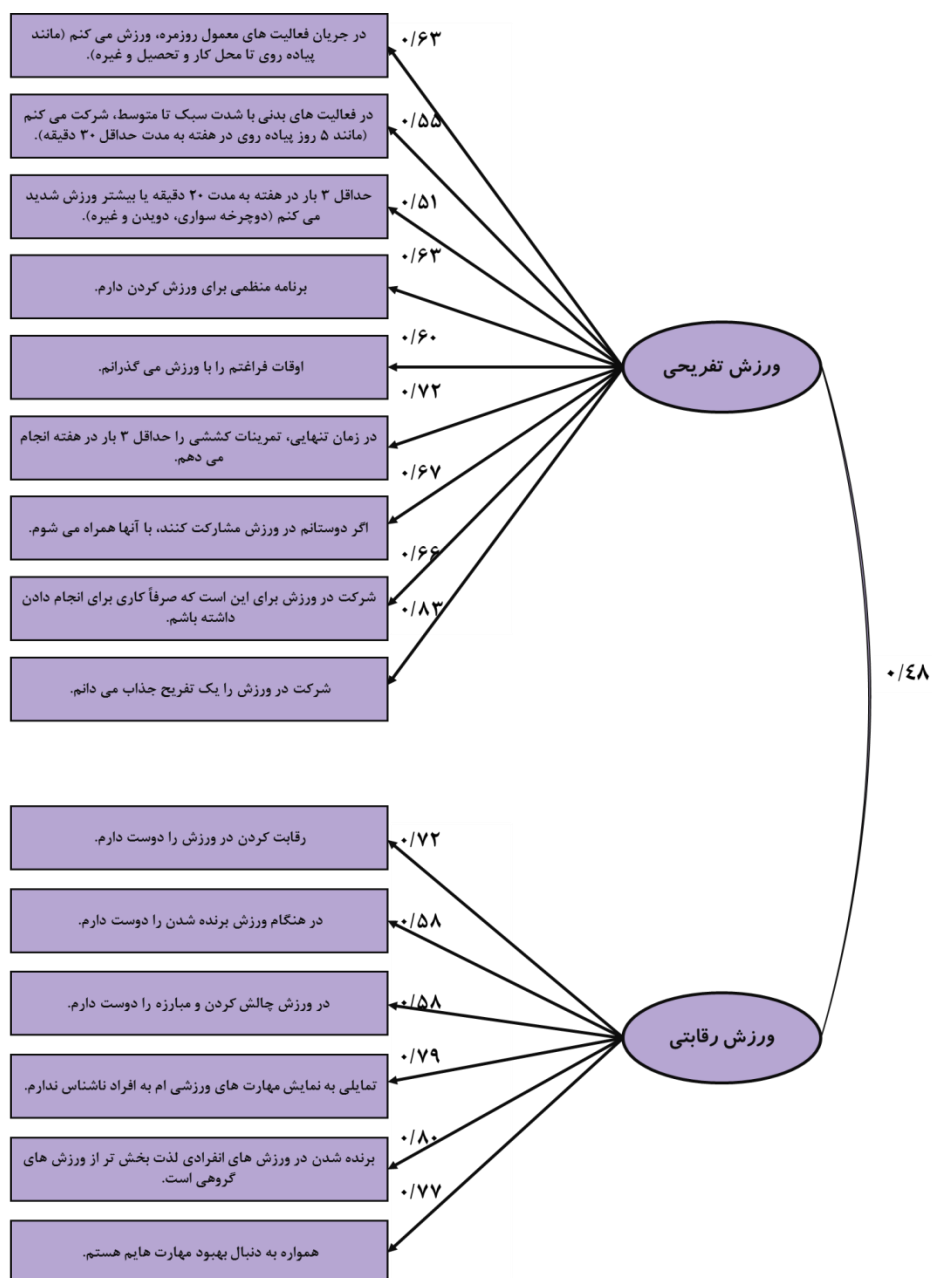 در جریان فعالیت های معمول روزمره، ورزش می کنم (مانند
پیاده روی تا محل کار و تحصیل و غیره).
۰/۶۳
در فعالیت های بدنی با شدت سبک تا متوسط، شرکت می کنم
(مانند ۵ روز پیاده روی در هفته به مدت حداقل ۳۰ دقیقه).
۰/۵۵
حداقل ۳ بار در هفته به مدت ۲۰ دقیقه یا بیشتر ورزش شدید
می کنم (دوچرخه سواری، دویدن و غیره).
۰/۵۱
برنامه منظمی برای ورزش کردن دارم.
۰/۶۳
اوقات فراغتم را با ورزش می گذرانم.
۰/۶۰
ورزش تفریحی
در زمان تنهایی، تمرینات کششی را حداقل ۳ بار در هفته انجام
می دهم.
۰/۷۲
اگر دوستانم در ورزش مشارکت کنند، با آنها همراه می شوم.
۰/۶۷
شرکت در ورزش برای این است که صرفاً کاری برای انجام دادن
داشته باشم.
۰/۶۶
شرکت در ورزش را یک تفریح جذاب می دانم.
۰/۸۳
۰/٤٨
رقابت کردن در ورزش را دوست دارم.
۰/۷۲
در هنگام ورزش برنده شدن را دوست دارم.
۰/۵۸
در ورزش چالش کردن و مبارزه را دوست دارم.
۰/۵۸
ورزش رقابتی
تمایلی به نمایش مهارت های ورزشی ام به افراد ناشناس ندارم.
۰/۷۹
برنده شدن در ورزش های انفرادی لذت بخش تر از ورزش های
گروهی است.
۰/۸۰
همواره به دنبال بهبود مهارت هایم هستم.
۰/۷۷